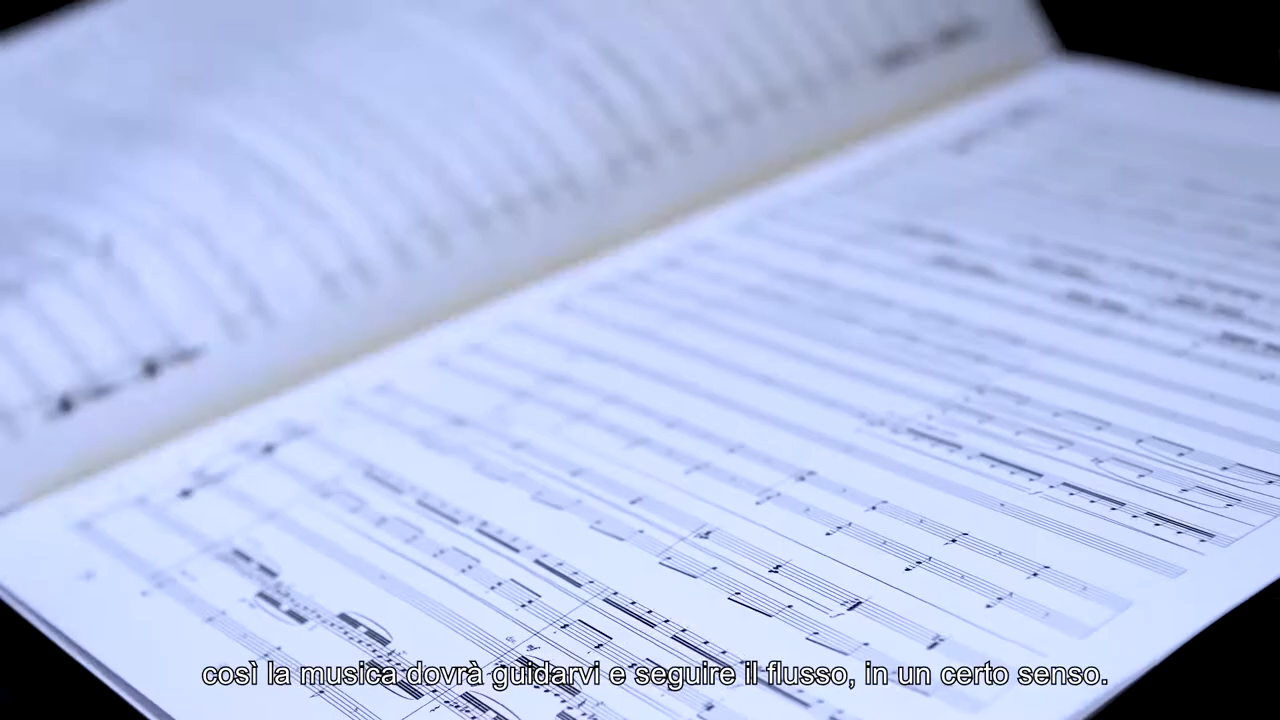 così la musica dovrà guidarvi e seguire il flusso, in un certo senso.